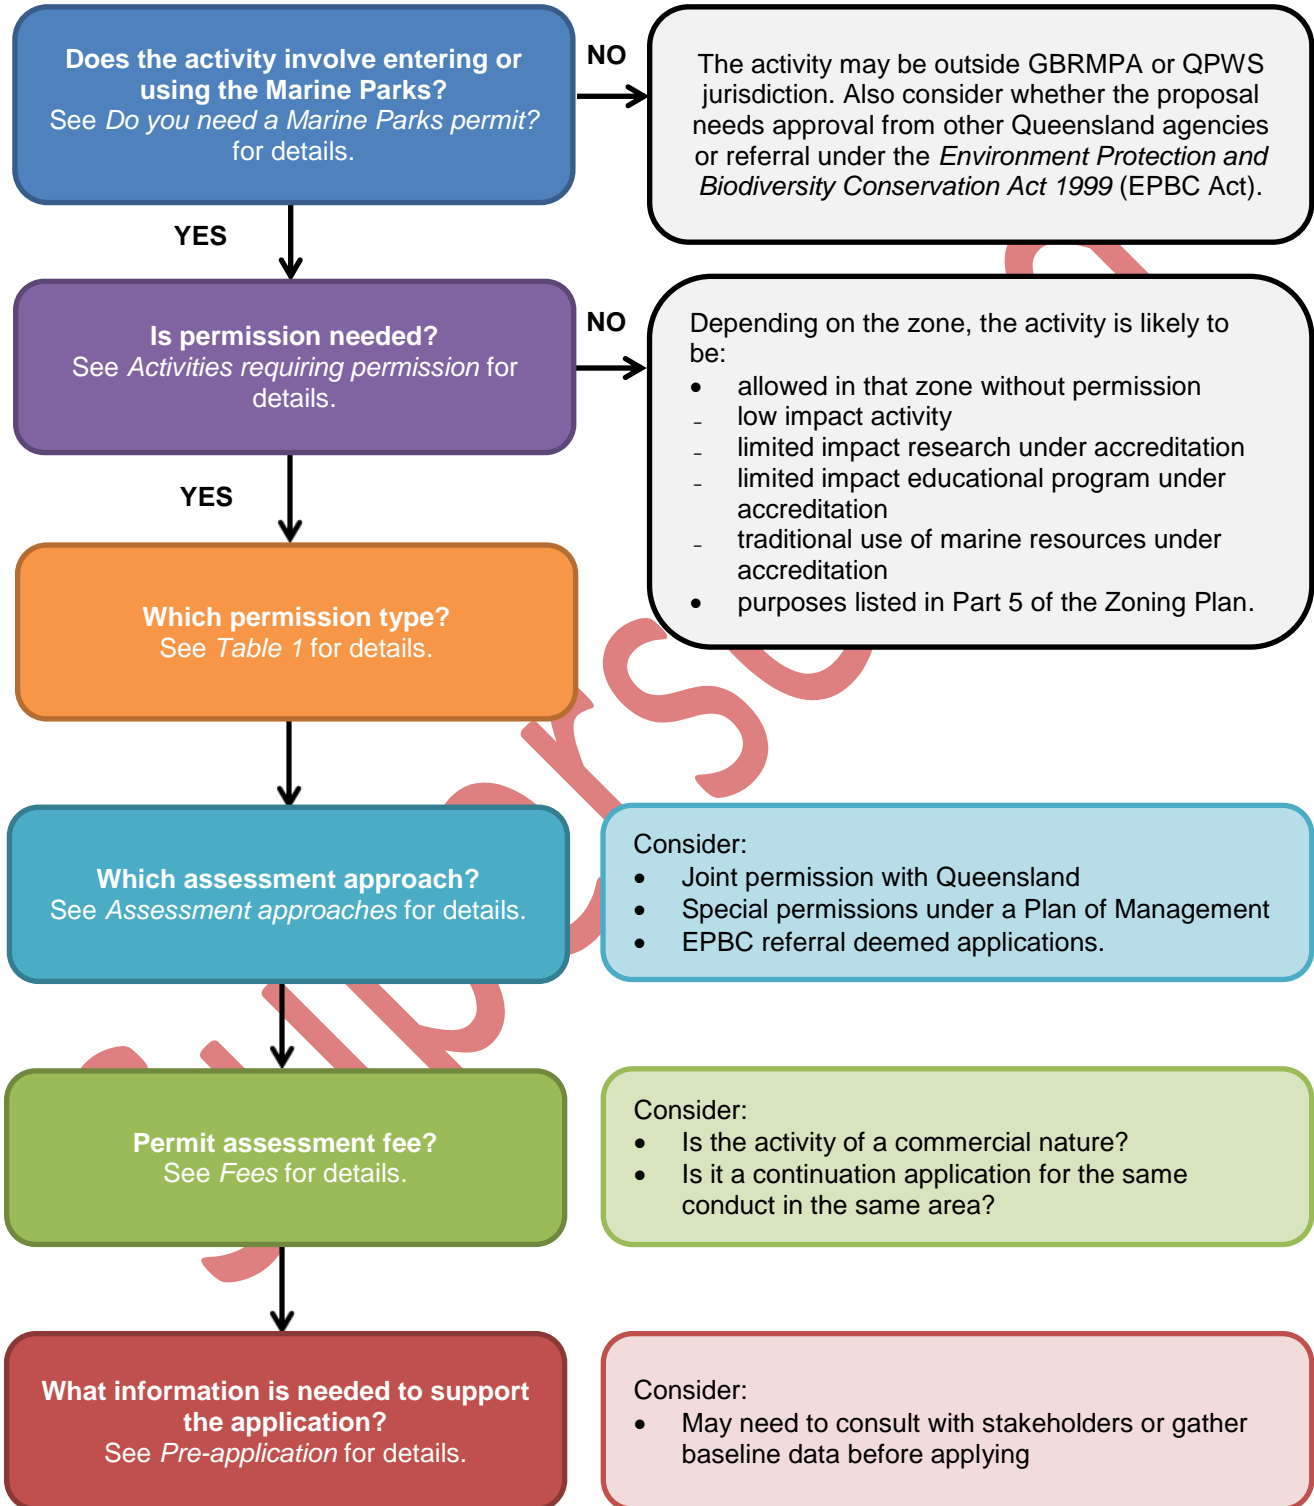 Does the activity involve entering or
using the Marine Parks?
See Do you need a Marine Parks permit?
for details.
NO
The activity may be outside GBRMPA or QPWS
jurisdiction. Also consider whether the proposal
needs approval from other Queensland agencies
or referral under the Environment Protection and
Biodiversity Conservation Act 1999 (EPBC Act).
YES
Is permission needed?
See Activities requiring permission for
details.
NO
Depending on the zone, the activity is likely to
be:
• allowed in that zone without permission
- low impact activity
- limited impact research under accreditation
- limited impact educational program under
accreditation
- traditional use of marine resources under
accreditation
• purposes listed in Part 5 of the Zoning Plan.
YES
Which permission type?
See Table 1 for details.
Which assessment approach?
See Assessment approaches for details.
Consider:
• Joint permission with Queensland
• Special permissions under a Plan of Management
• EPBC referral deemed applications.
Permit assessment fee?
See Fees for details.
Consider:
• Is the activity of a commercial nature?
• Is it a continuation application for the same
conduct in the same area?
What information is needed to support
the application?
See Pre-application for details.
Consider:
• May need to consult with stakeholders or gather
baseline data before applying